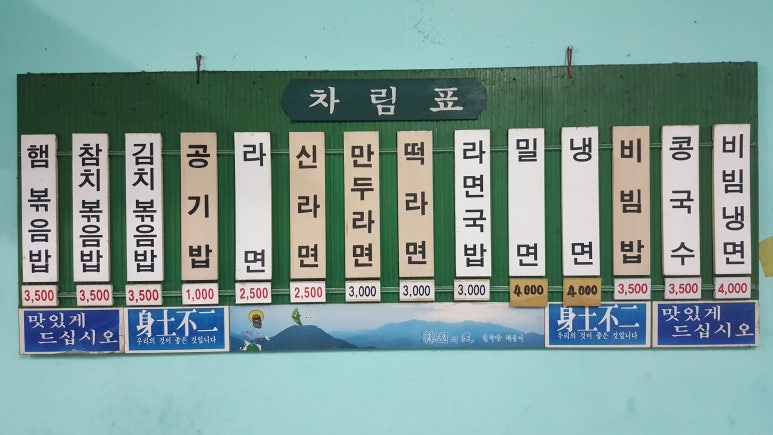 차림표
햄볶음밥
참치볶음밥
김치볶음밥
공기밥
라면
신라면
만두라면
떡라면
라면국밥
밀면
냉면
비빔밥
콩국수
비빔냉면
3,500 3,500 3,500 1,000 2,500 2,500 3,000 3,000 3,000 4.000 4.000 3,500 3,500 4,000
맛있게
드십시오
身土不二
우리의 것이 좋은 것입니다
身土不二
우리의 것이 좋은 것입니다
맛있게
드십시오